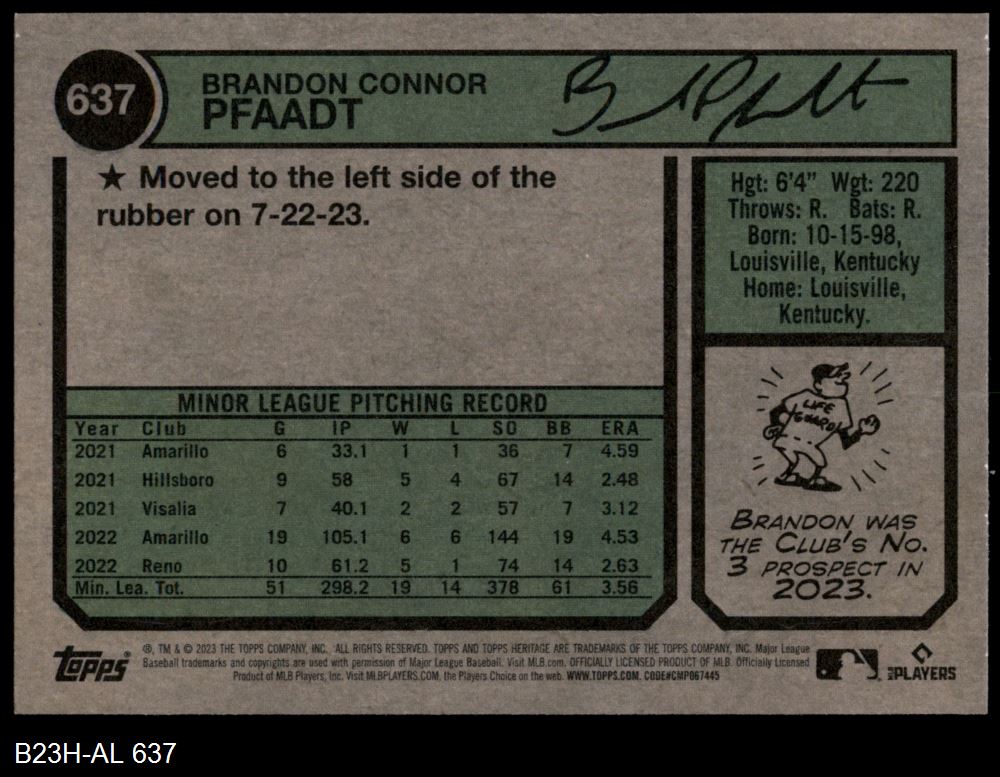 637
BRANDON CONNOR
PFAADT
★ Moved to the left side of the
rubber on 7-22-23.
Hgt: 6'4" Wgt: 220
Throws: R. Bats: R.
Born: 10-15-98,
Louisville, Kentucky
Home: Louisville,
Kentucky.
MINOR LEAGUE PITCHING RECORD
Year Club G IP W L SO BB ERA
2021 Amarillo 6 33.1 1 1 36 7 4.59
2021 Hillsboro 9 58 5 4 67 14 2.48
2021 Visalia 7 40.1 2 2 57 7 3.12
2022 Amarillo 19 105.1 6 6 144 19 4.53
2022 Reno 10 61.2 5 1 74 14 2.63
Min. Lea. Tot. 51 298.2 19 14 378 61 3.56
LIFE
GUARD
BRANDON WAS
THE CLUB'S NO.
3 PROSPECT IN
2023.
topps
®, TM & © 2023 THE TOPPS COMPANY, INC. ALL RIGHTS RESERVED. TOPPS AND TOPPS HERITAGE ARE TRADEMARKS OF THE TOPPS COMPANY, INC. Major League
Baseball trademarks and copyrights are used with permission of Major League Baseball. Visit MLB.com. OFFICIALLY LICENSED PRODUCT OF MLB. Officially Licensed
Product of MLB Players, Inc. Visit MLBPLAYERS.COM, the Players Choice on the web. WWW.TOPPS.COM. CODE#CMP067445
MLB PLAYERS
B23H-AL 637